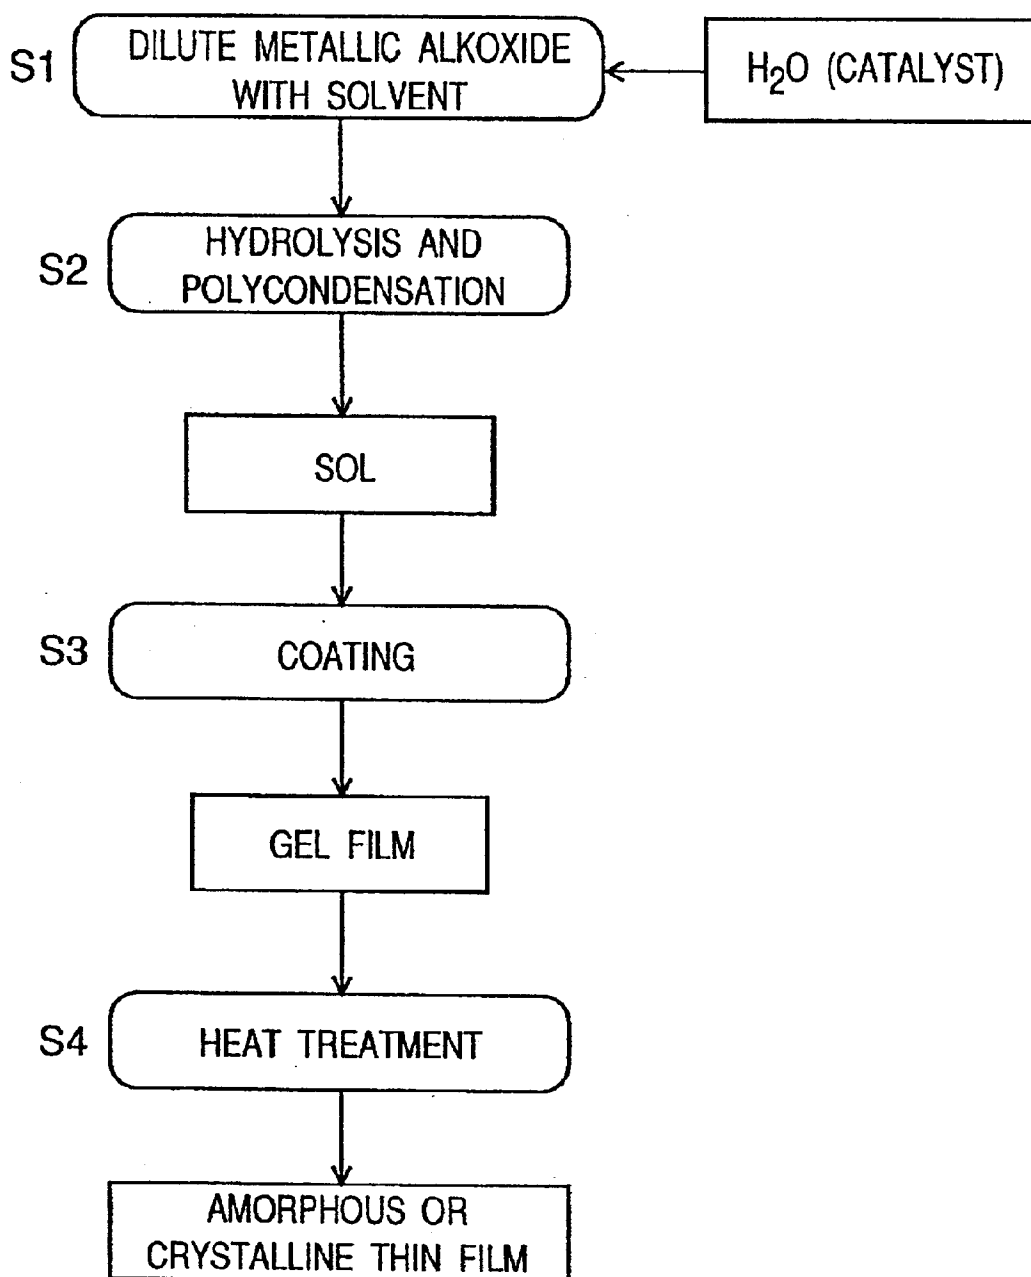 S1
DILUTE METALLIC ALKOXIDE
WITH SOLVENT
H₂O (CATALYST)
S2
HYDROLYSIS AND
POLYCONDENSATION
SOL
S3
COATING
GEL FILM
S4
HEAT TREATMENT
AMORPHOUS OR
CRYSTALLINE THIN FILM